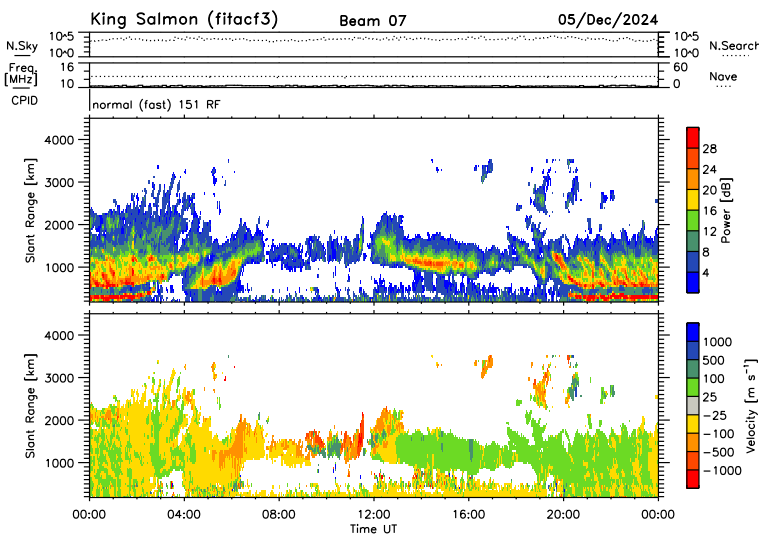 King Salmon (fitacf3) Beam 07 05/Dec/2024
N.Sky 10^5 10^0 10^5 10^0 N.Search
Freq. [MHz] 16 10 60 0 Nave
CPID normal (fast) 151 RF
Slant Range [km] 4000 3000 2000 1000
Power [dB] 28 24 20 16 12 8 4
Slant Range [km] 4000 3000 2000 1000
Velocity [m s⁻¹] 1000 500 100 25 −25 −100 −500 −1000
00:00 04:00 08:00 12:00 16:00 20:00 00:00
Time UT